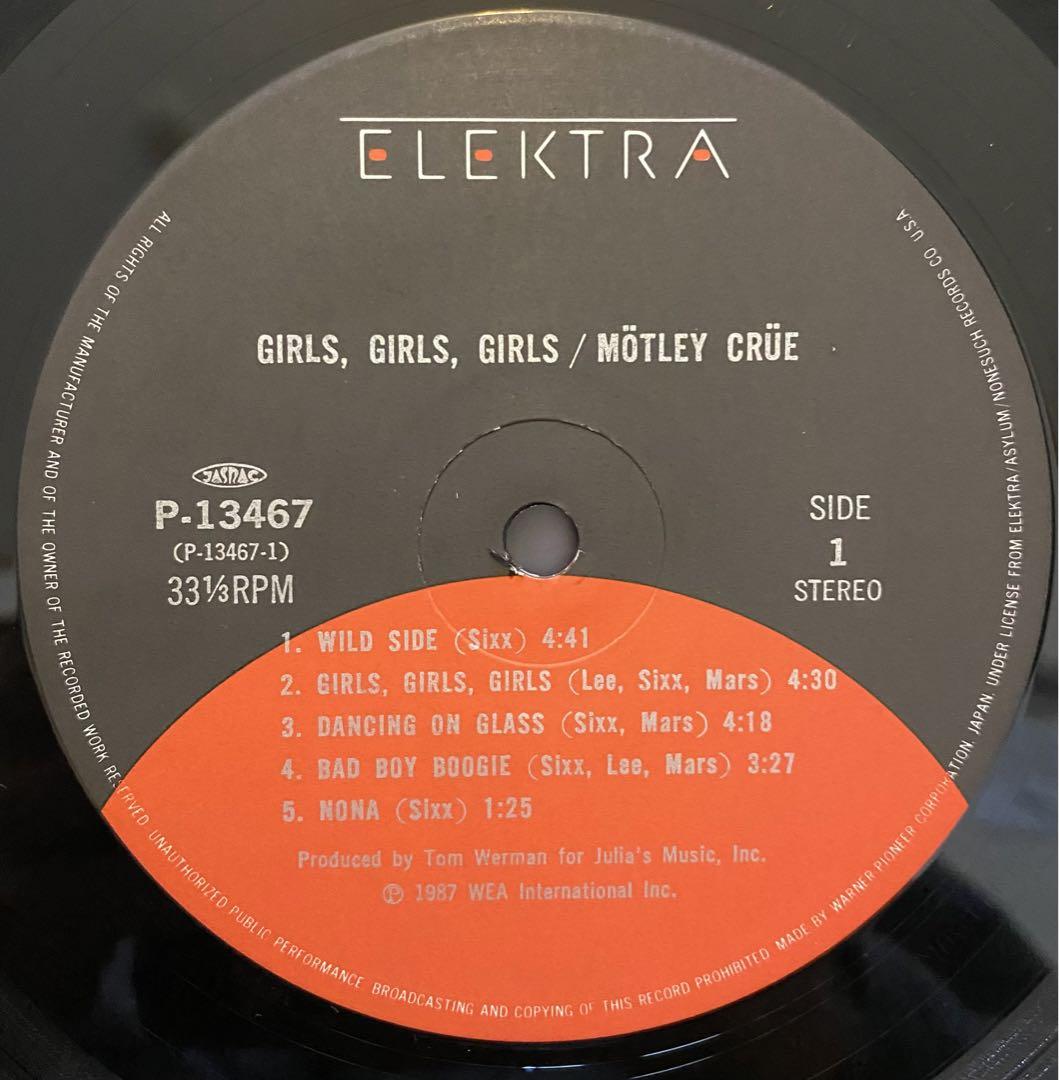 ELEKTRA
GIRLS, GIRLS, GIRLS / MÖTLEY CRÜE
JASRAC
P-13467
(P-13467-1)
33⅓RPM
SIDE
1
STEREO
1. WILD SIDE (Sixx) 4:41
2. GIRLS, GIRLS, GIRLS (Lee, Sixx, Mars) 4:30
3. DANCING ON GLASS (Sixx, Mars) 4:18
4. BAD BOY BOOGIE (Sixx, Lee, Mars) 3:27
5. NONA (Sixx) 1:25
Produced by Tom Werman for Julia's Music, Inc.
℗ 1987 WEA International Inc.
ALL RIGHTS OF THE MANUFACTURER AND OF THE OWNER OF THE RECORDED WORK RESERVED. UNAUTHORIZED PUBLIC PERFORMANCE BROADCASTING AND COPYING OF THIS RECORD PROHIBITED MADE BY WARNER PIONEER CORPORATION. JAPAN. UNDER LICENSE FROM ELEKTRA/ASYLUM/NONESUCH RECORDS CO U.S.A